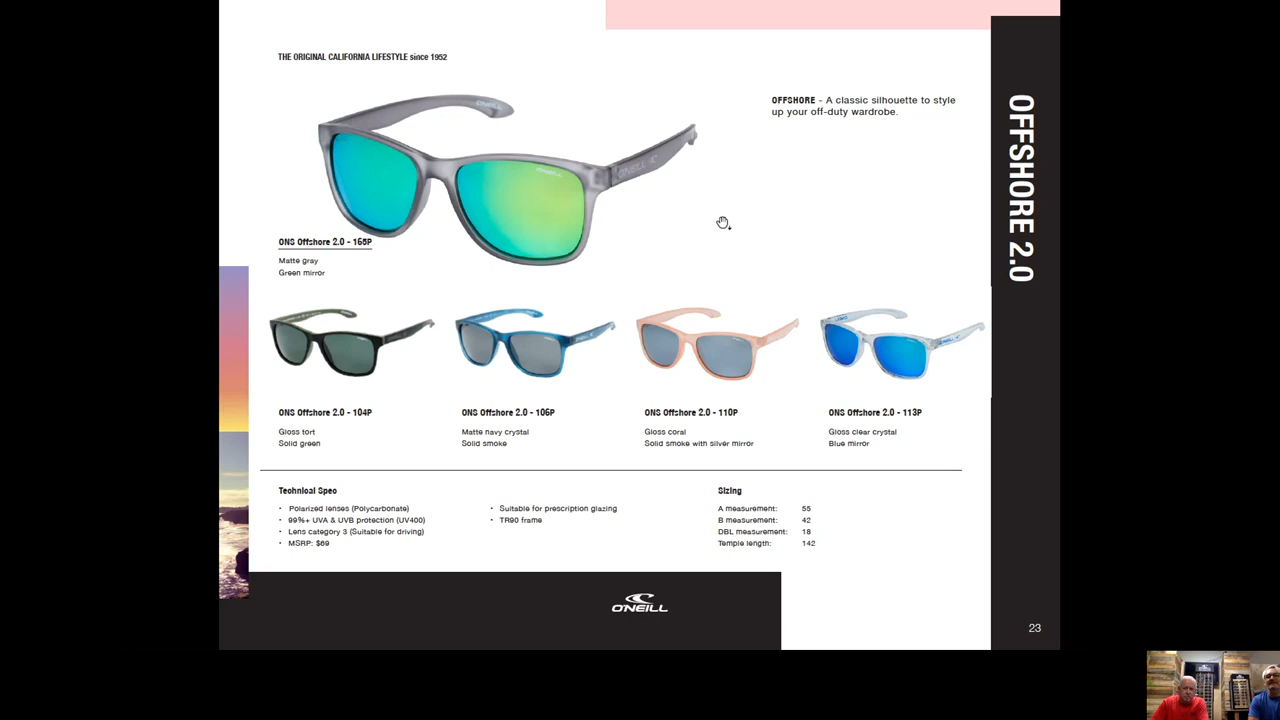 THE ORIGINAL CALIFORNIA LIFESTYLE since 1952
OFFSHORE - A classic silhouette to style
up your off-duty wardrobe.
OFFSHORE 2.0
O'NEILL
O'NEILL
O'NEILL
ONS Offshore 2.0 - 165P
Matte gray
Green mirror
ONS Offshore 2.0 - 104P
Gloss tort
Solid green
ONS Offshore 2.0 - 106P
Matte navy crystal
Solid smoke
ONS Offshore 2.0 - 110P
Gloss coral
Solid smoke with silver mirror
ONS Offshore 2.0 - 113P
Gloss clear crystal
Blue mirror
Technical Spec
• Polarized lenses (Polycarbonate)
• 99%+ UVA & UVB protection (UV400)
• Lens category 3 (Suitable for driving)
• MSRP: $69
• Suitable for prescription glazing
• TR90 frame
Sizing
A measurement: 55
B measurement: 42
DBL measurement: 18
Temple length: 142
O'NEILL
23